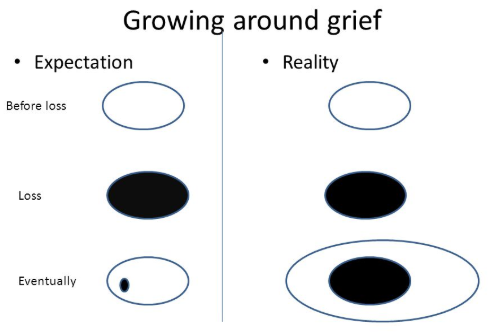 Growing around grief
• Expectation
• Reality
Before loss
Loss
Eventually